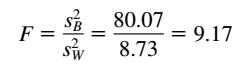 F = s_B^2 / s_W^2 = 80.07 / 8.73 = 9.17